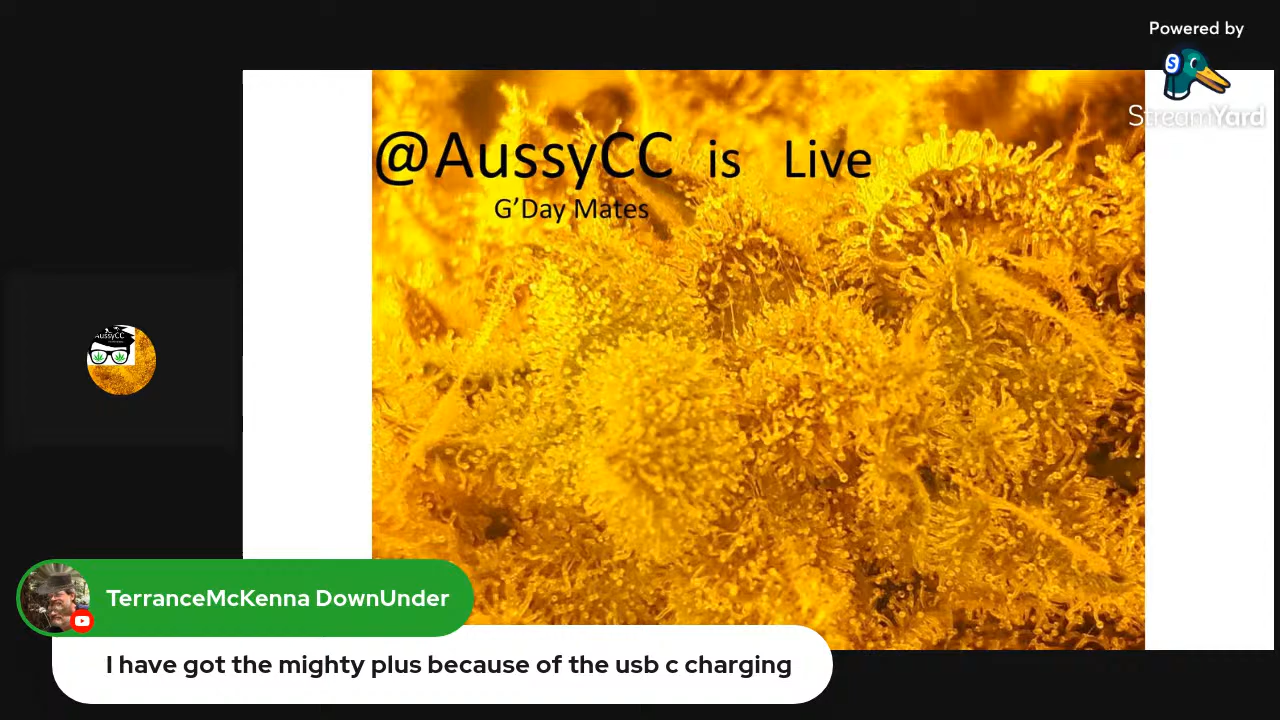 Powered by
StreamYard
@AussyCC is Live
G'Day Mates
AussyCC
TerranceMcKenna DownUnder
I have got the mighty plus because of the usb c charging